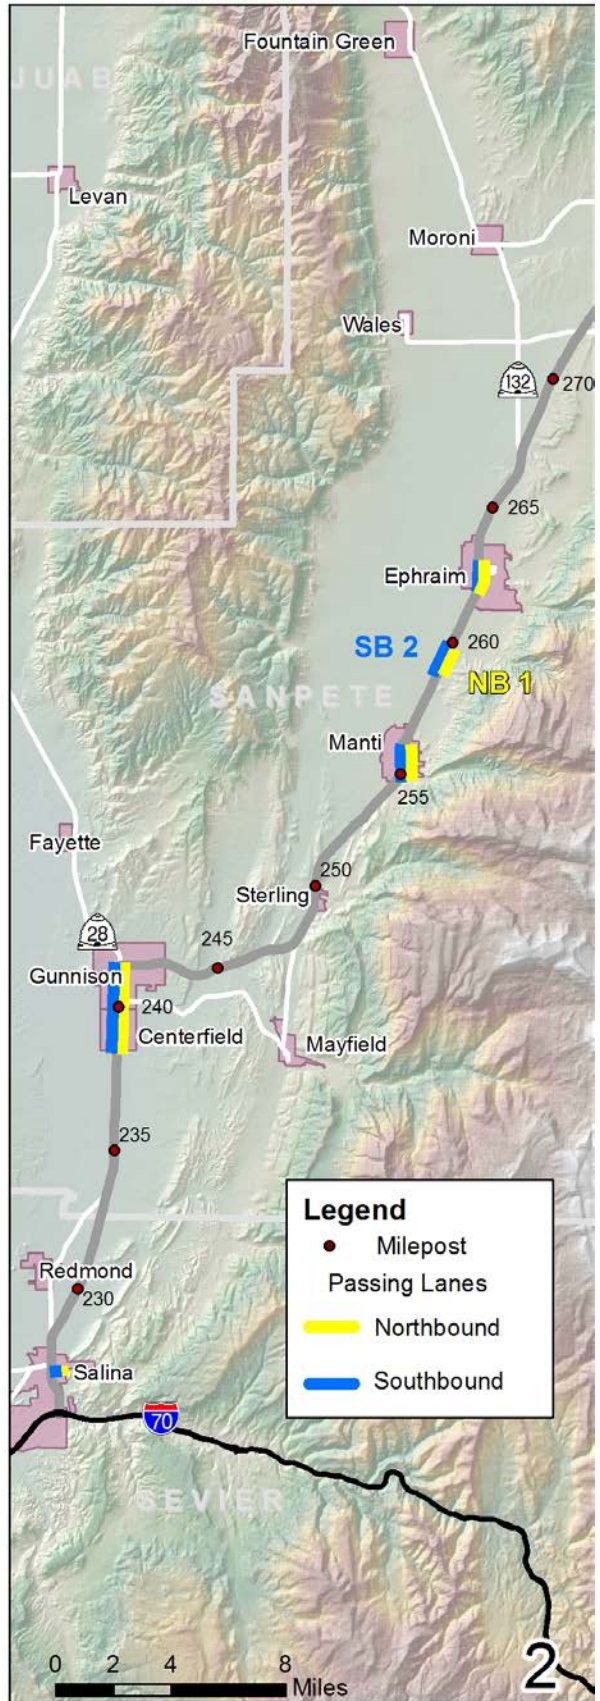 Fountain Green
JUAB
Levan
Moroni
Wales
132
270
265
Ephraim
260
SB 2
NB 1
SANPETE
Manti
255
Fayette
250
Sterling
28
245
Gunnison
240
Centerfield
Mayfield
235
Legend
Milepost
Passing Lanes
Northbound
Southbound
Redmond
230
Salina
70
SEVIER
2
0 2 4 8
Miles